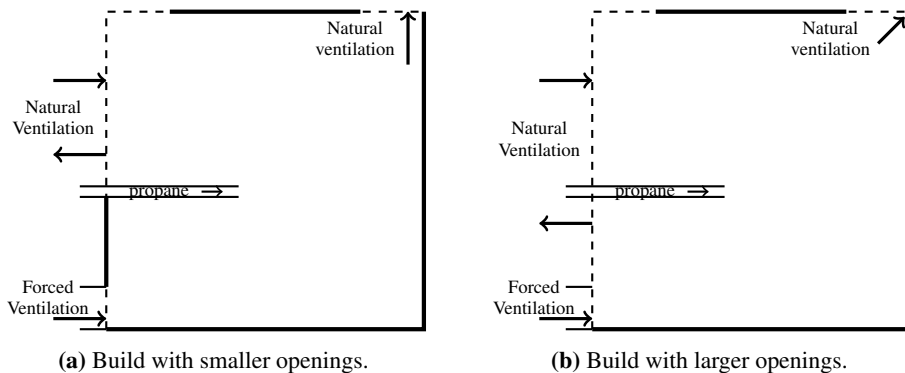 Natural
ventilation
Natural
Ventilation
propane
Forced
Ventilation
(a) Build with smaller openings.
Natural
ventilation
Natural
Ventilation
propane
Forced
Ventilation
(b) Build with larger openings.